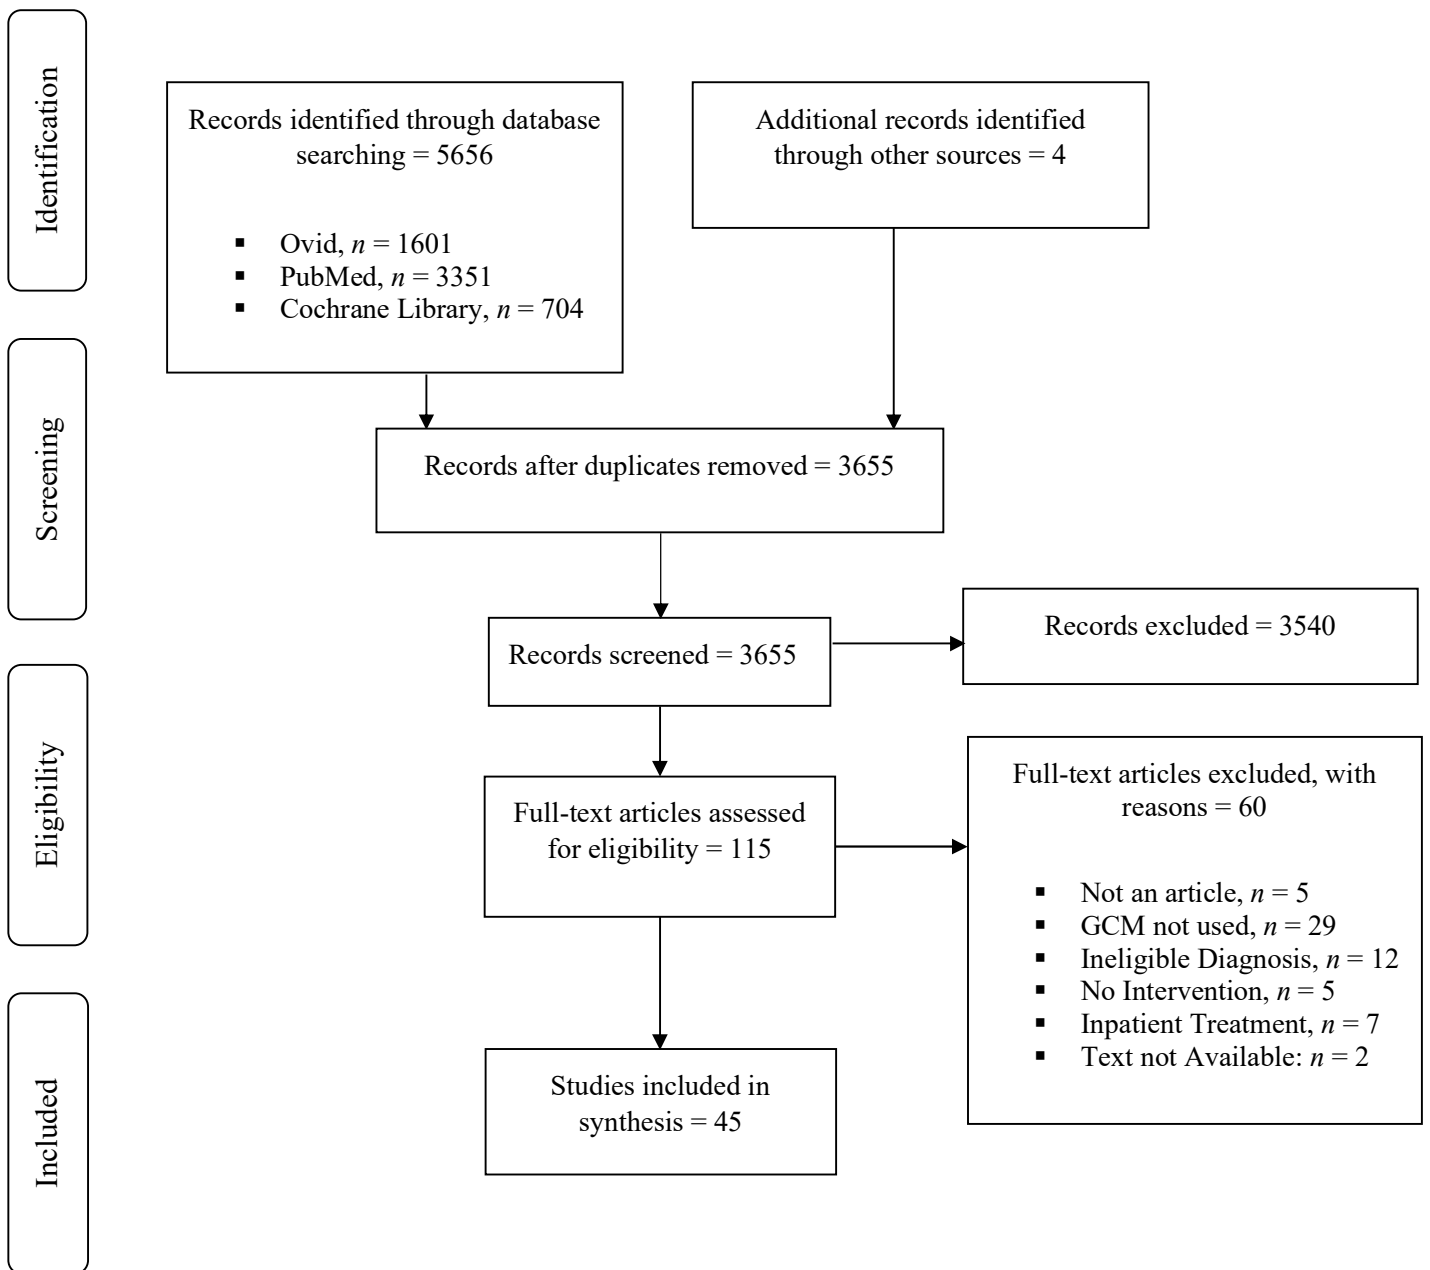 Identification
Records identified through database
searching = 5656
▪ Ovid, n = 1601
▪ PubMed, n = 3351
▪ Cochrane Library, n = 704
Additional records identified
through other sources = 4
Screening
Records after duplicates removed = 3655
Records screened = 3655
Records excluded = 3540
Eligibility
Full-text articles assessed
for eligibility = 115
Full-text articles excluded, with
reasons = 60
▪ Not an article, n = 5
▪ GCM not used, n = 29
▪ Ineligible Diagnosis, n = 12
▪ No Intervention, n = 5
▪ Inpatient Treatment, n = 7
▪ Text not Available: n = 2
Included
Studies included in
synthesis = 45